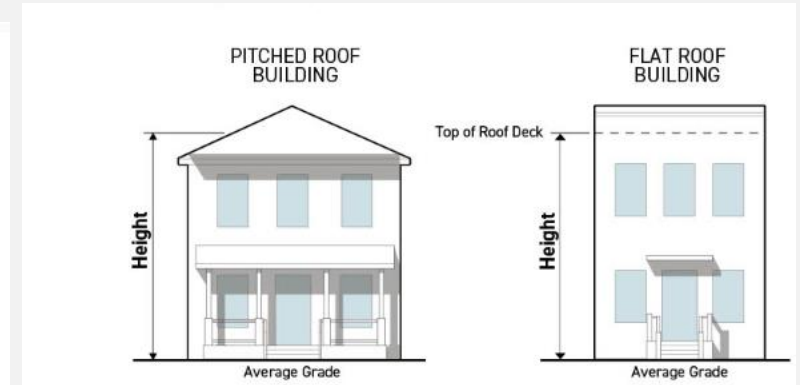 PITCHED ROOF
BUILDING
Height
Average Grade
FLAT ROOF
BUILDING
Top of Roof Deck
Height
Average Grade